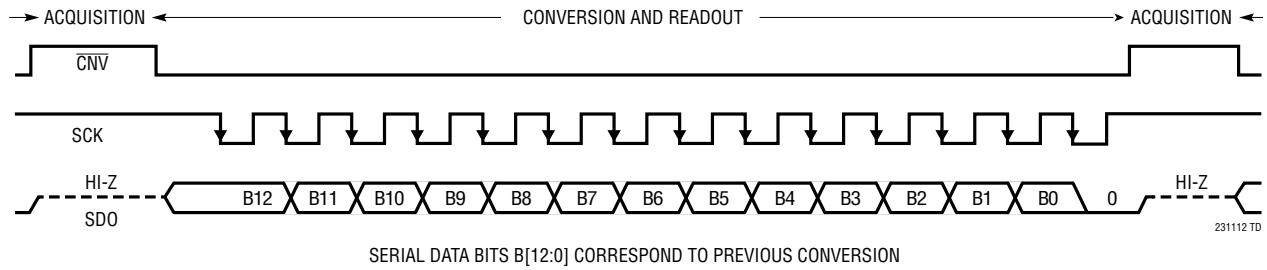 ACQUISITION CONVERSION AND READOUT ACQUISITION
CNV
SCK
HI-Z HI-Z
B12 B11 B10 B9 B8 B7 B6 B5 B4 B3 B2 B1 B0 0
SDO
231112 TD
SERIAL DATA BITS B[12:0] CORRESPOND TO PREVIOUS CONVERSION